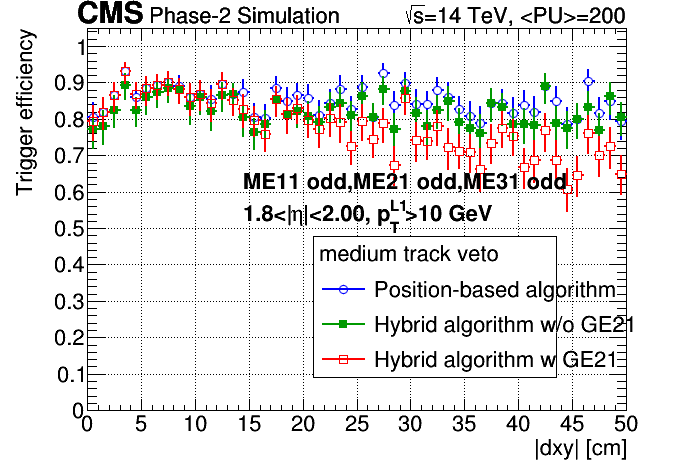 CMS Phase-2 Simulation √s=14 TeV, <PU>=200
Trigger efficiency
1
0.9
0.8
0.7
0.6
0.5
0.4
0.3
0.2
0.1
0
ME11 odd,ME21 odd,ME31 odd
1.8<|η|<2.00, p_T^L1>10 GeV
medium track veto
Position-based algorithm
Hybrid algorithm w/o GE21
Hybrid algorithm w GE21
0 5 10 15 20 25 30 35 40 45 50
|dxy| [cm]